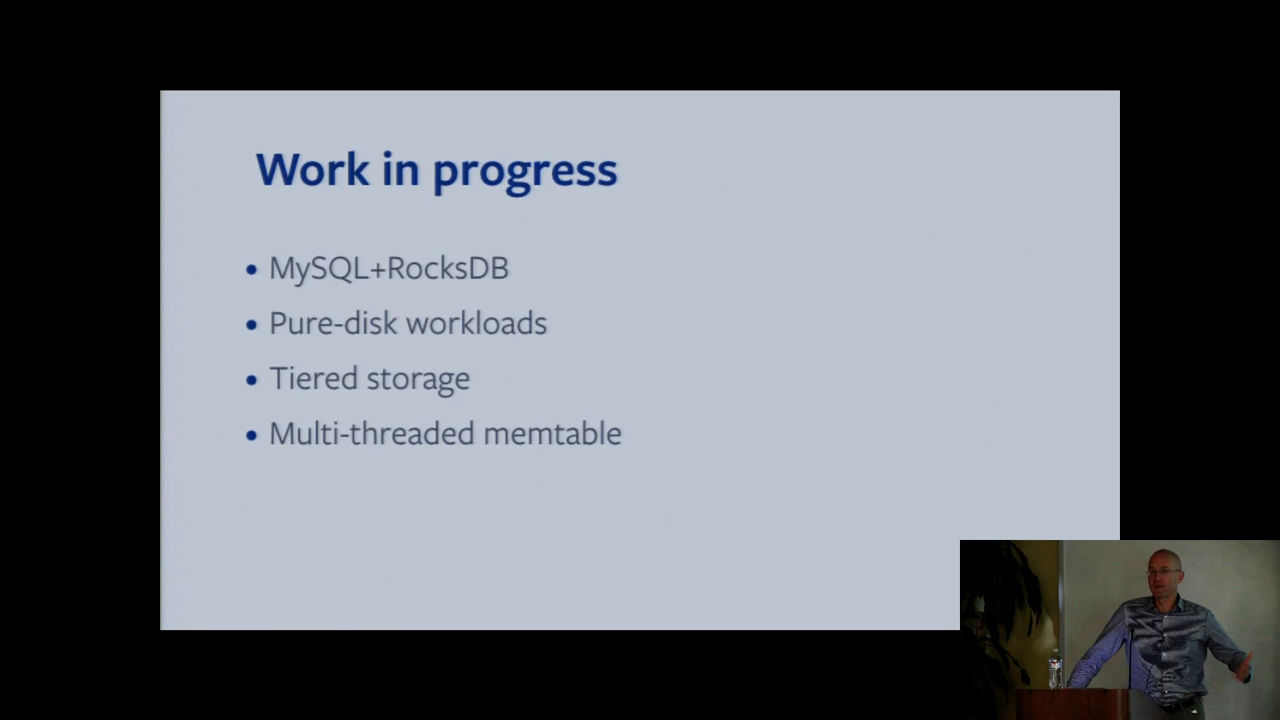 Work in progress
• MySQL+RocksDB
• Pure-disk workloads
• Tiered storage
• Multi-threaded memtable